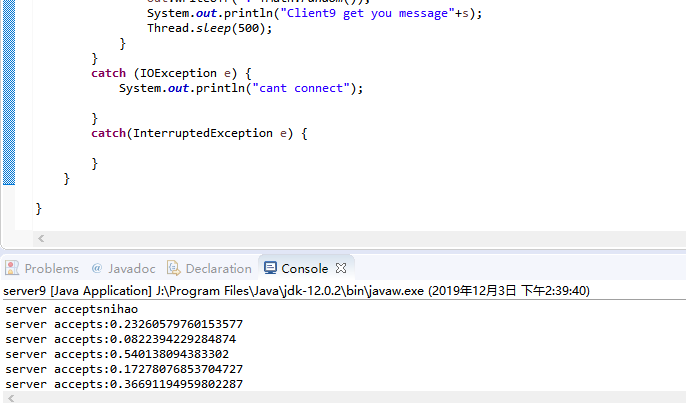 System.out.println("Client9 get you message"+s);
Thread.sleep(500);
}
}
catch (IOException e) {
System.out.println("cant connect");
}
catch(InterruptedException e) {
}
}
}
Problems @ Javadoc Declaration Console
server9 [Java Application] J:\Program Files\Java\jdk-12.0.2\bin\javaw.exe (2019年12月3日 下午2:39:40)
server acceptsnihao
server accepts:0.23260579760153577
server accepts:0.0822394229284874
server accepts:0.540138094383302
server accepts:0.17278076853704727
server accepts:0.36691194959802287